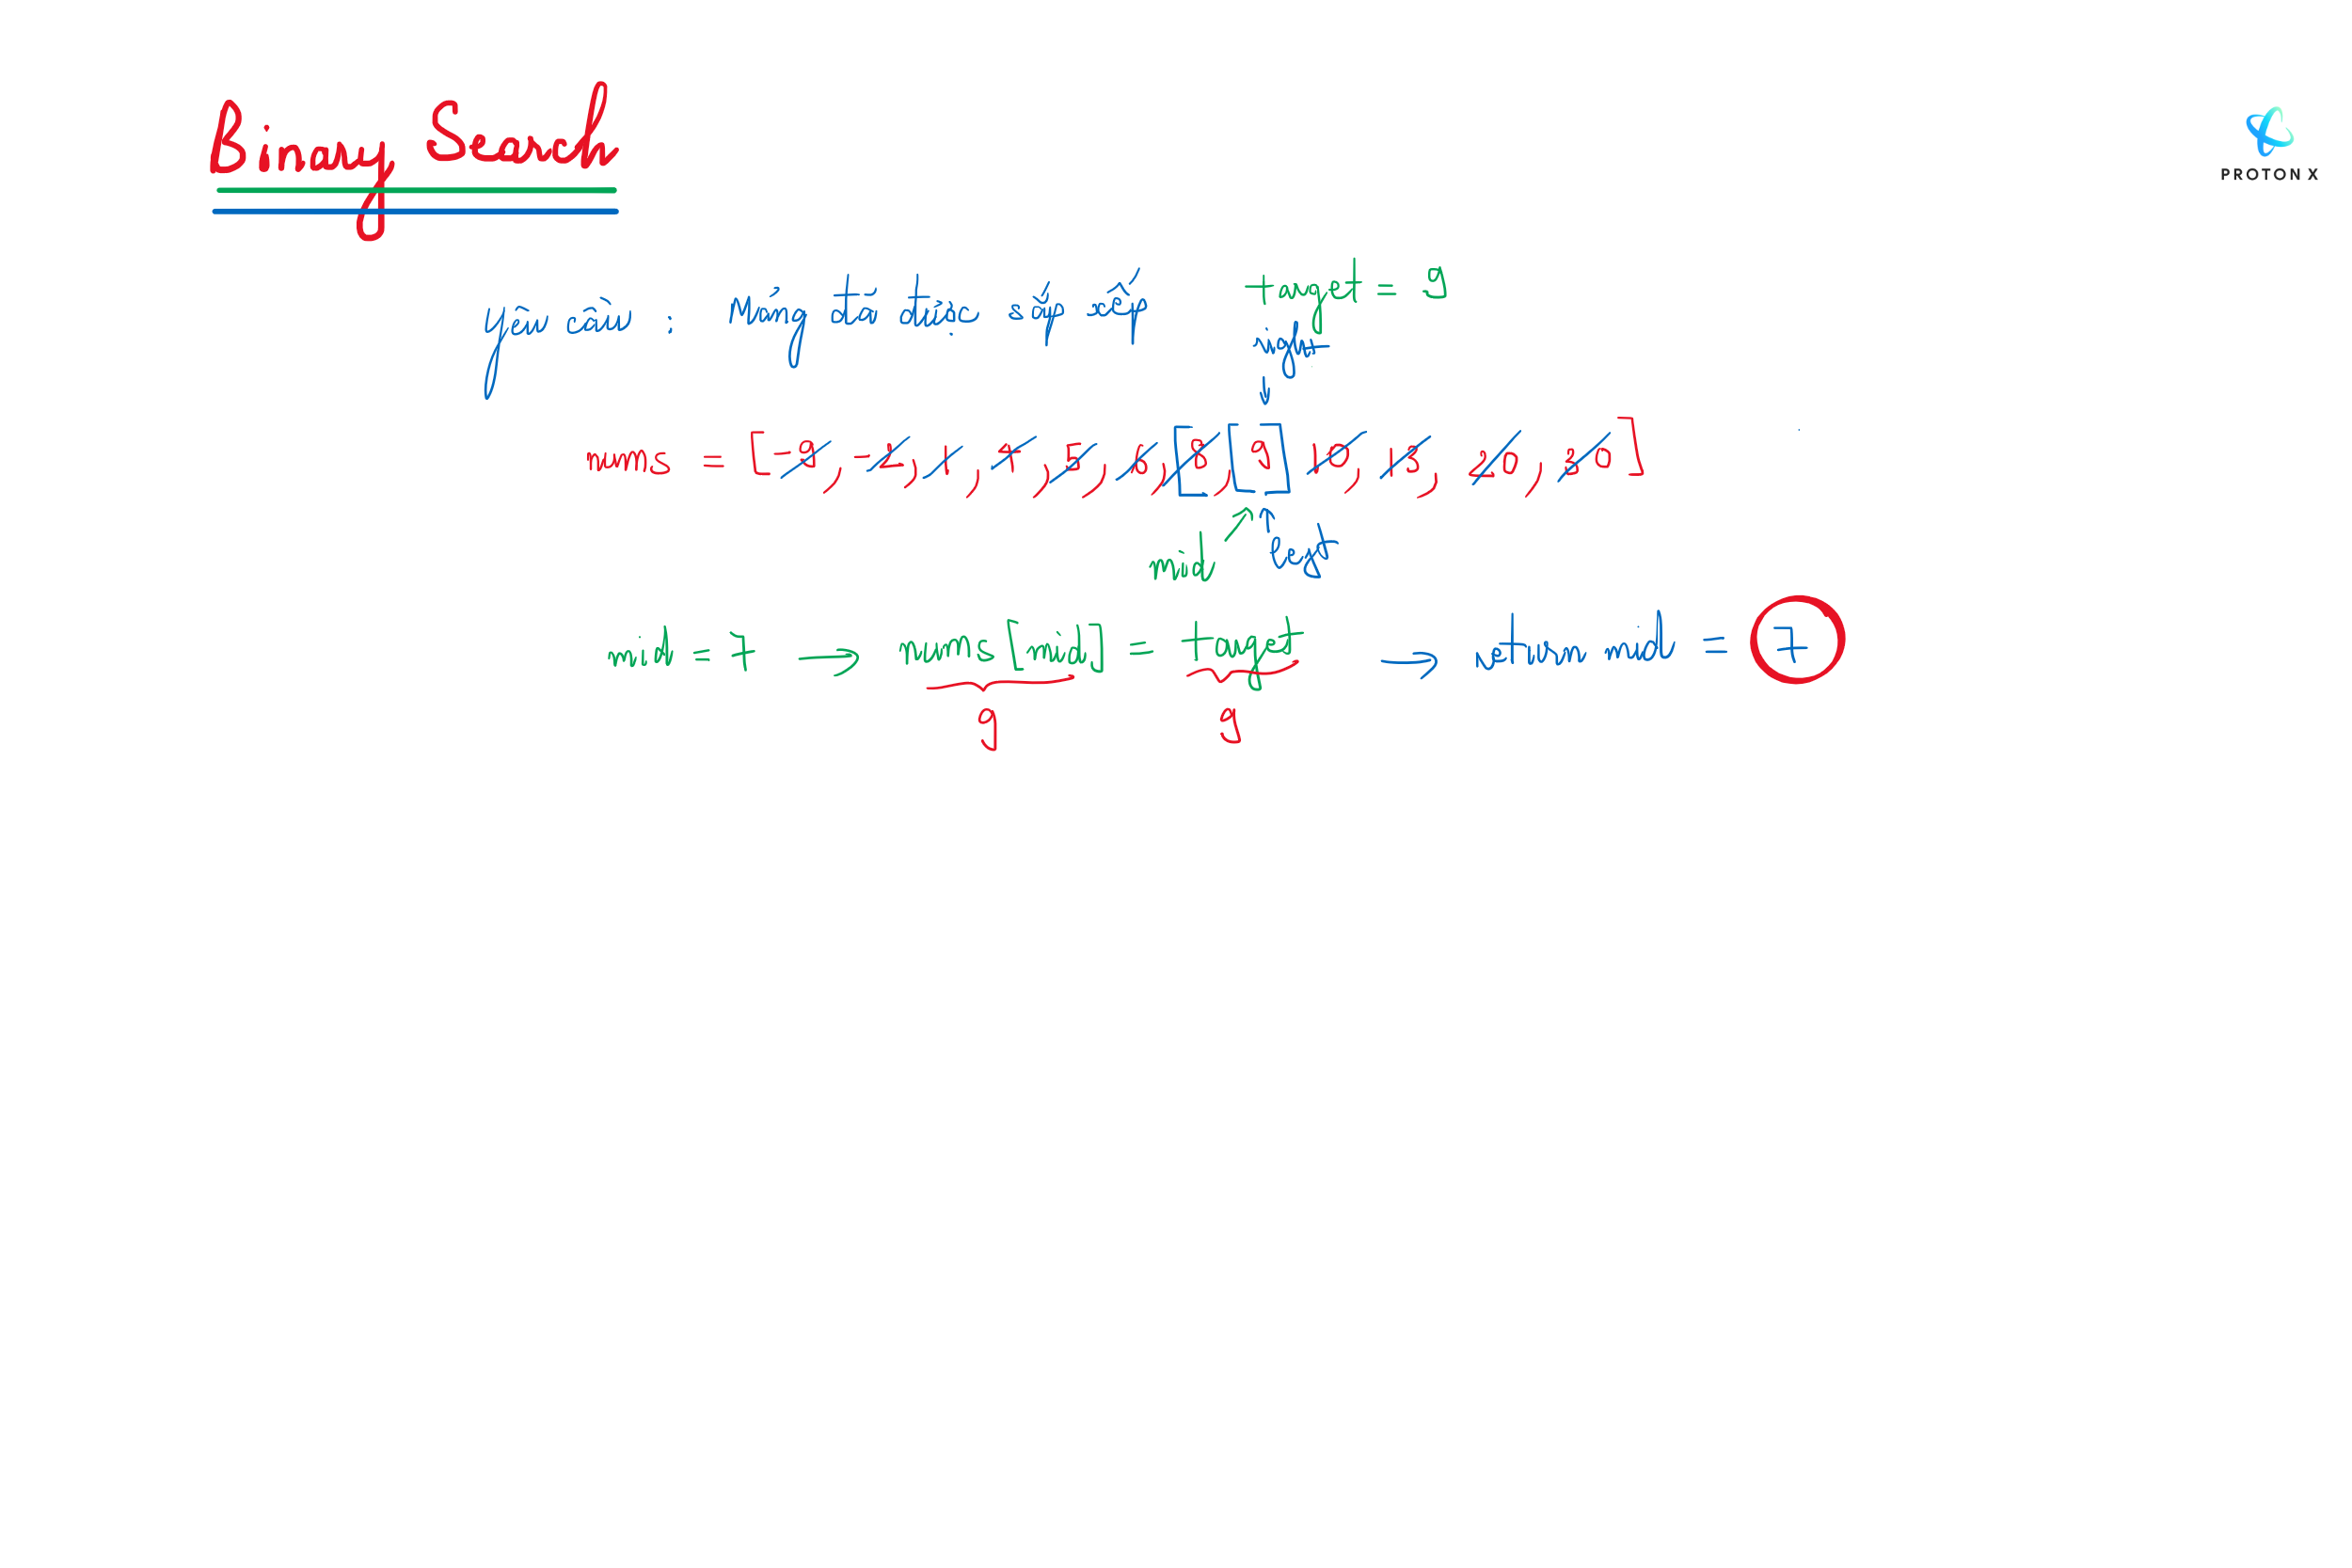 Binary Search
PROTON X
yêu cầu : Mảng đã được sắp xếp target = 9
right
nums = [-9, -2, 1, 4, 5, 6, [8, [9] 10, 13, 20, 30]
mid left
mid = 7 → nums[mid] = target → return mid = 7
9 9